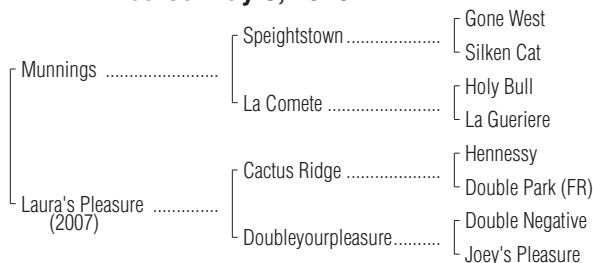 Gone West
Speightstown
Silken Cat
Munnings
Holy Bull
La Comete
La Gueriere
Hennessy
Cactus Ridge
Double Park (FR)
Laura's Pleasure
(2007)
Double Negative
Doubleyourpleasure
Joey's Pleasure